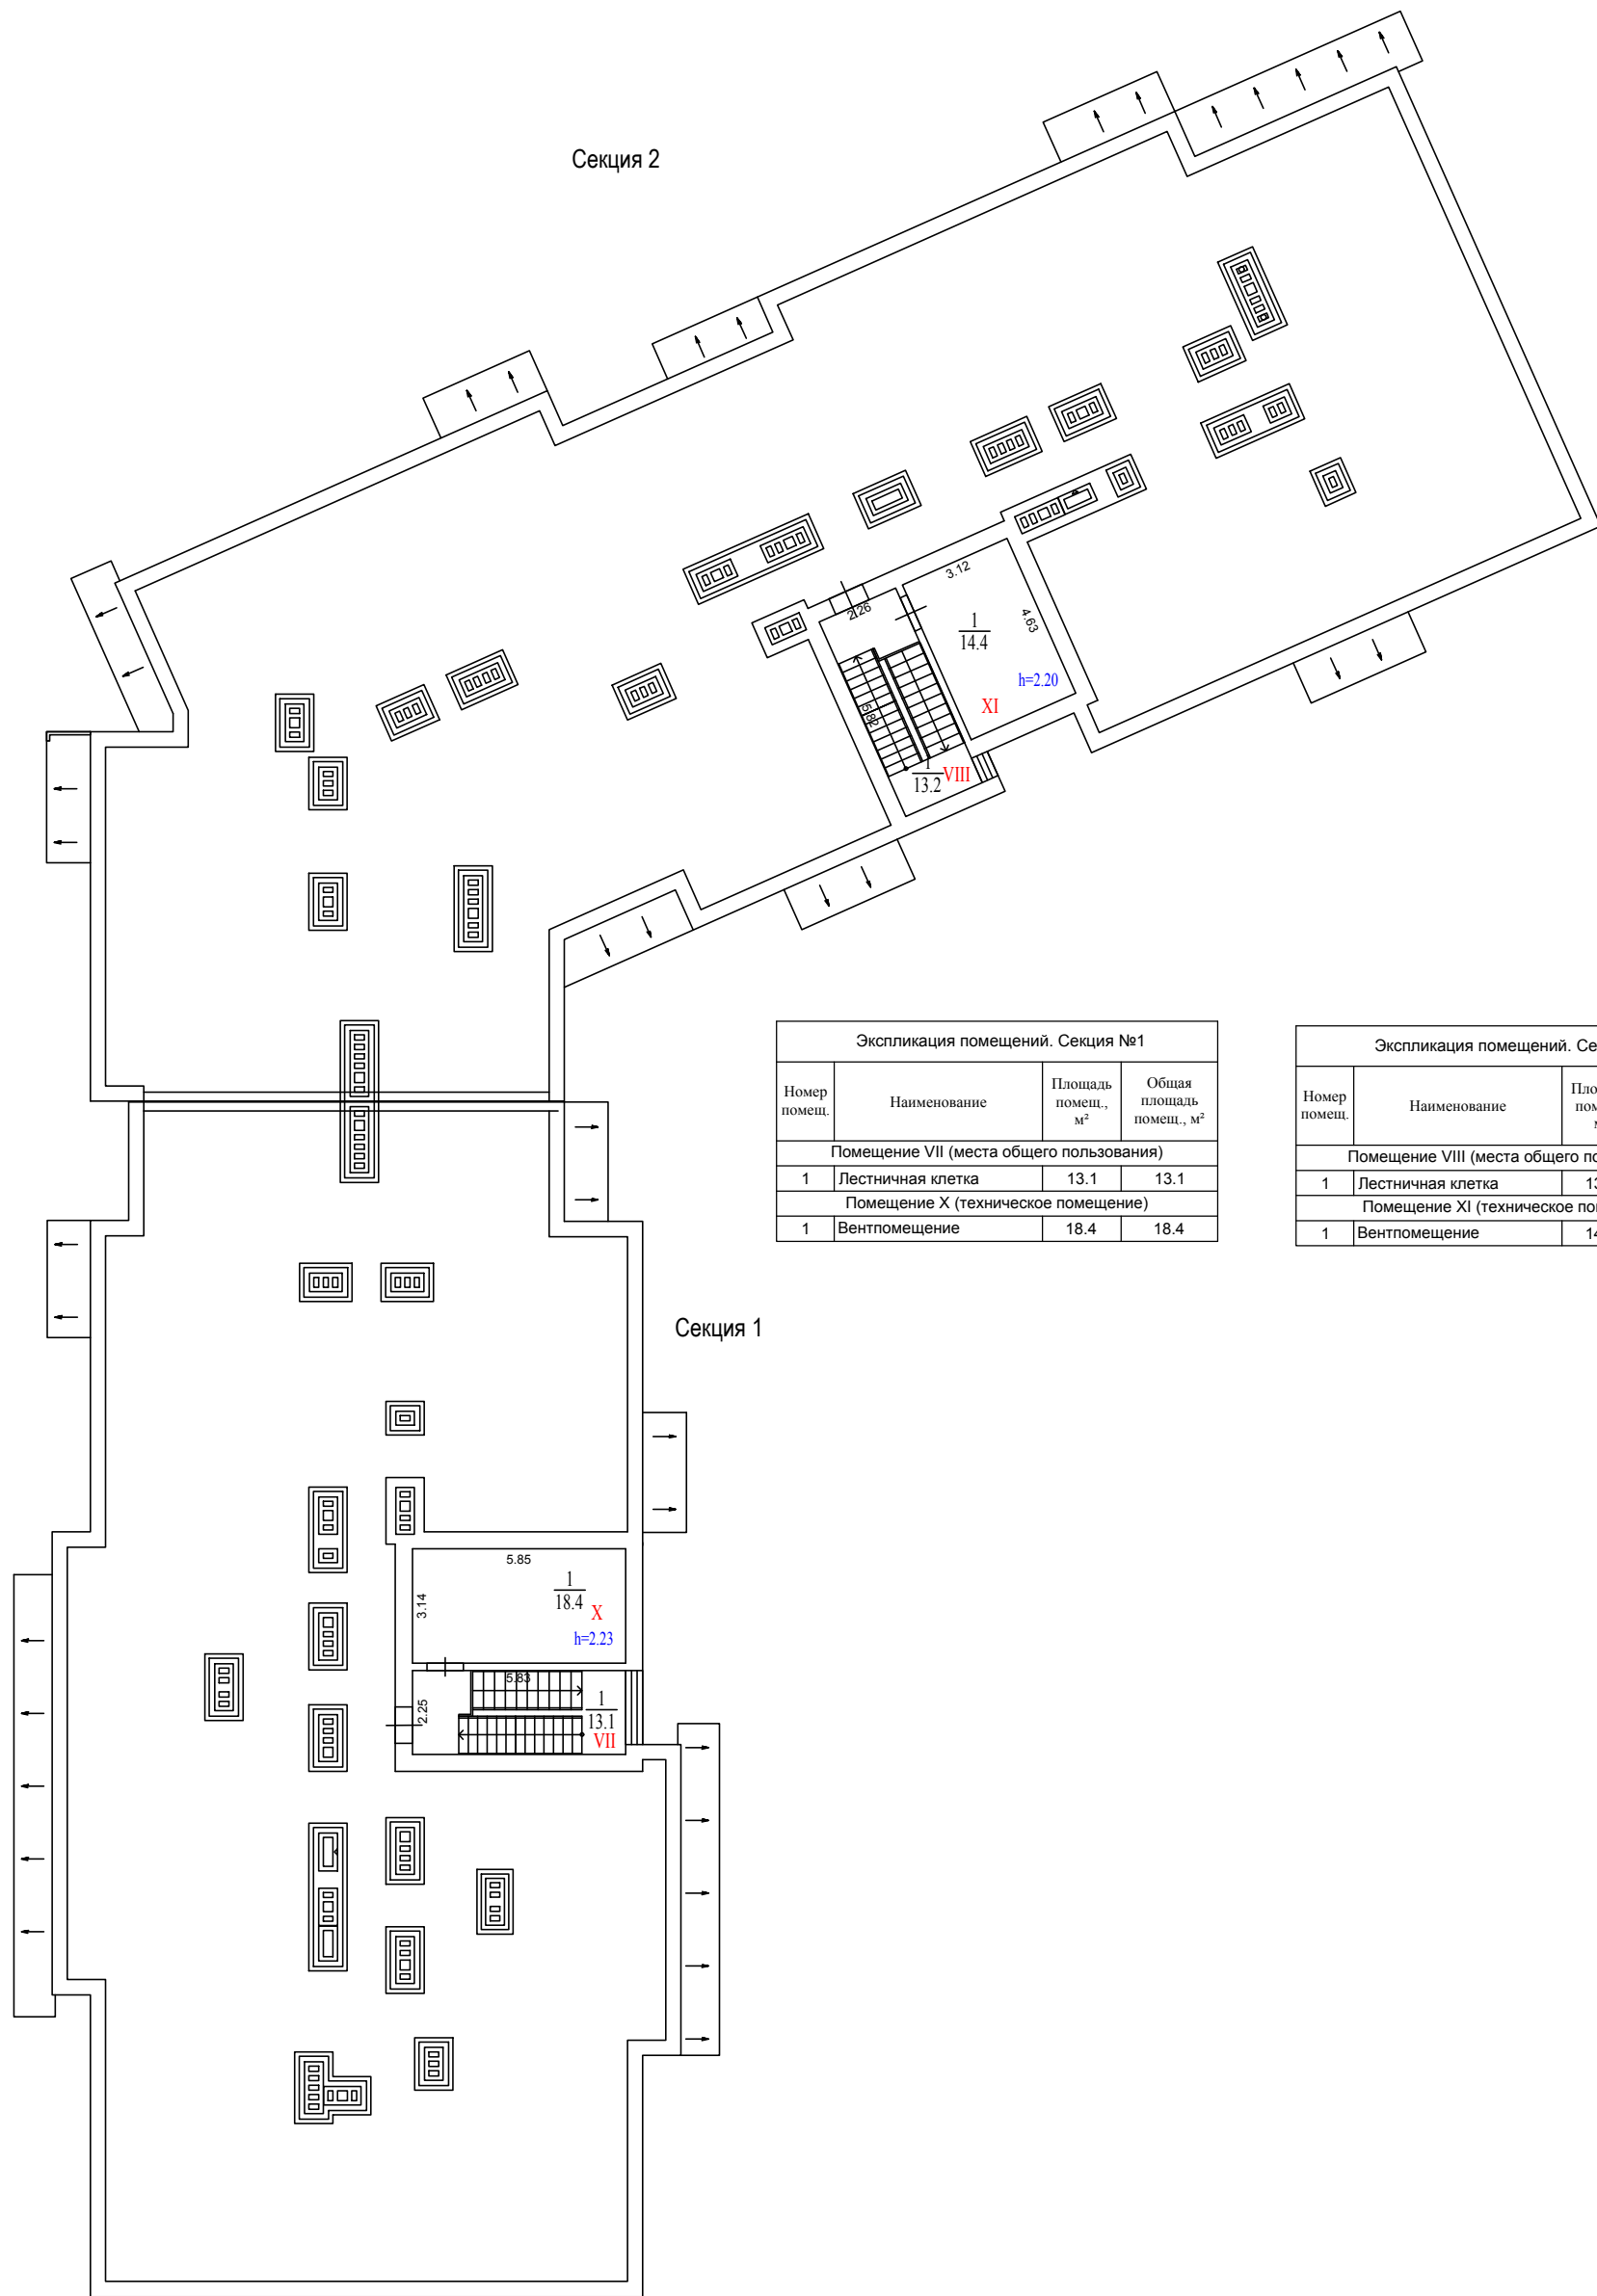 Секция 2
3.12
2.26
1
14.4
4.63
h=2.20
XI
5.82
1
13.2
VIII
Экспликация помещений. Секция №1
Номер помещ.
Наименование
Площадь помещ., м²
Общая площадь помещ., м²
Помещение VII (места общего пользования)
1 Лестничная клетка 13.1 13.1
Помещение X (техническое помещение)
1 Вентпомещение 18.4 18.4
Экспликация помещений.
Номер помещ.
Наименование
Помещение VIII (места общего
1 Лестничная клетка
Помещение XI (техническое
1 Вентпомещение
Секция 1
5.85
1
18.4
3.14
X
h=2.23
5.83
2.25
1
13.1
VII